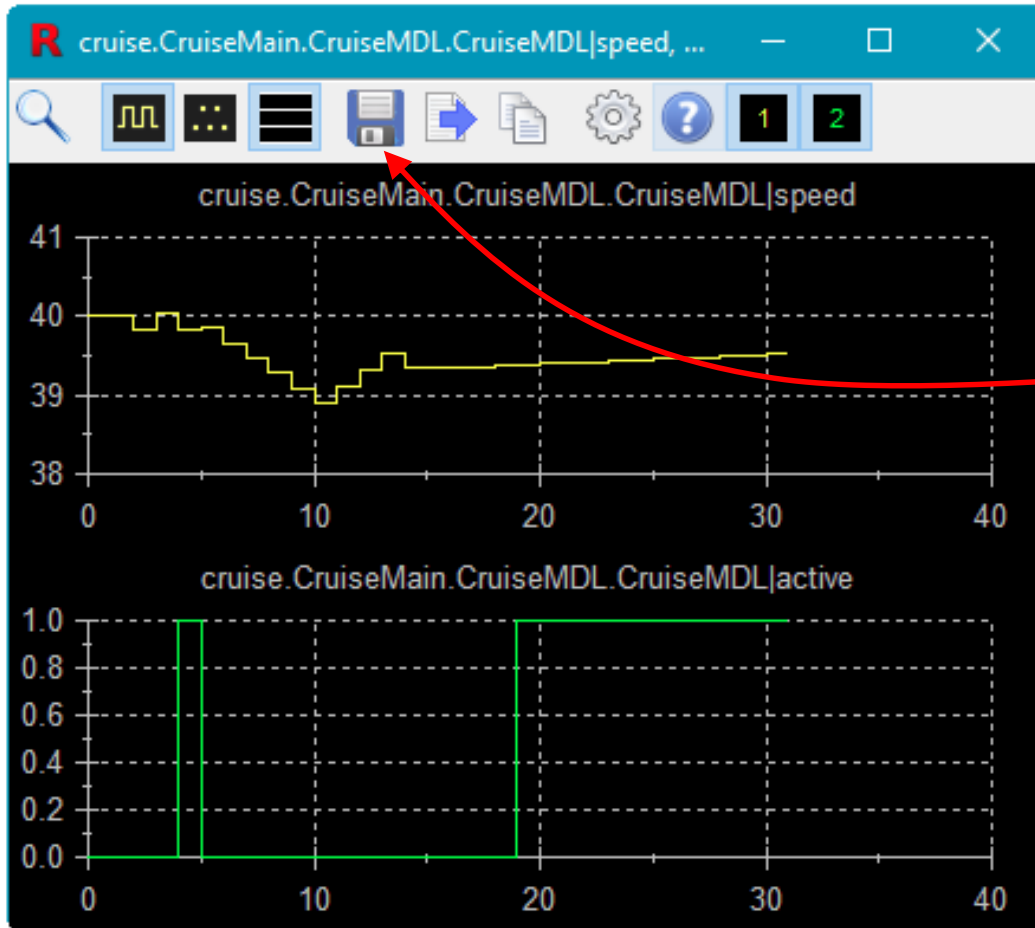 R cruise.CruiseMain.CruiseMDL.CruiseMDL|speed, ...
? 1 2
cruise.CruiseMain.CruiseMDL.CruiseMDL|speed
41
40
39
38
0 10 20 30 40
cruise.CruiseMain.CruiseMDL.CruiseMDL|active
1.0
0.8
0.6
0.4
0.2
0.0
0 10 20 30 40